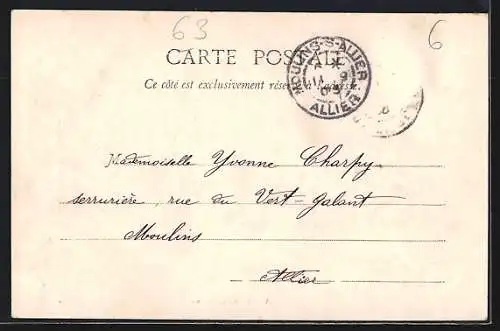 63
6
CARTE POSTALE
Ce côté est exclusivement réservé à l'adresse.
MOULINS-S-ALLIER
ALLIER
Mademoiselle Yvonne Charpy
serrurière, rue du Vert=galant
Moulins
Allier